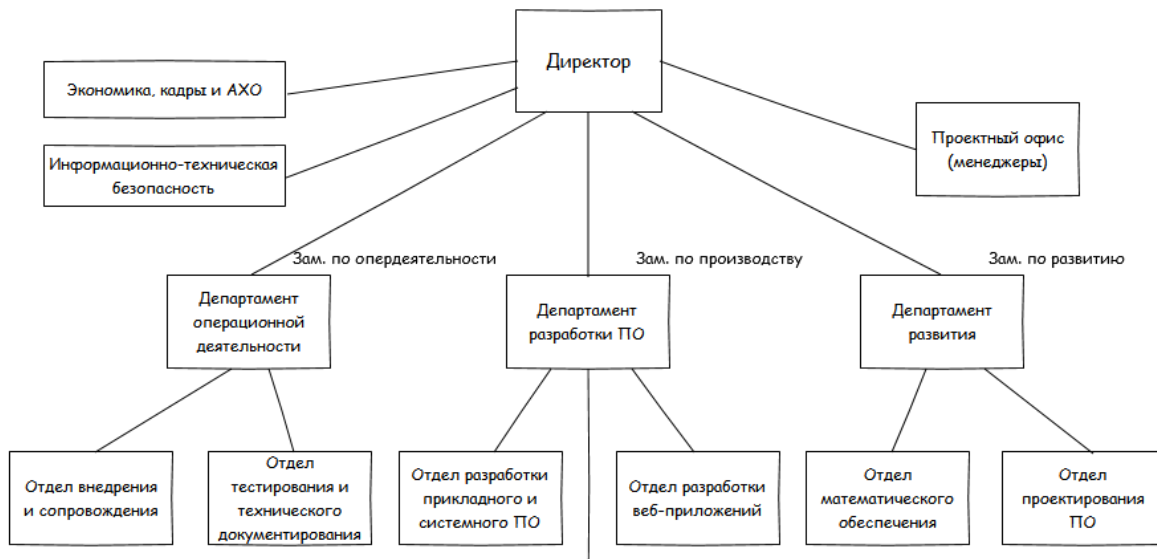 Директор
Экономика, кадры и АХО
Проектный офис
(менеджеры)
Информационно-техническая
безопасность
Зам. по опердеятельности
Зам. по производству
Зам. по развитию
Департамент
операционной
деятельности
Департамент
разработки ПО
Департамент
развития
Отдел внедрения
и сопровождения
Отдел
тестирования и
технического
документирования
Отдел разработки
прикладного и
системного ПО
Отдел разработки
веб-приложений
Отдел
математического
обеспечения
Отдел
проектирования
ПО